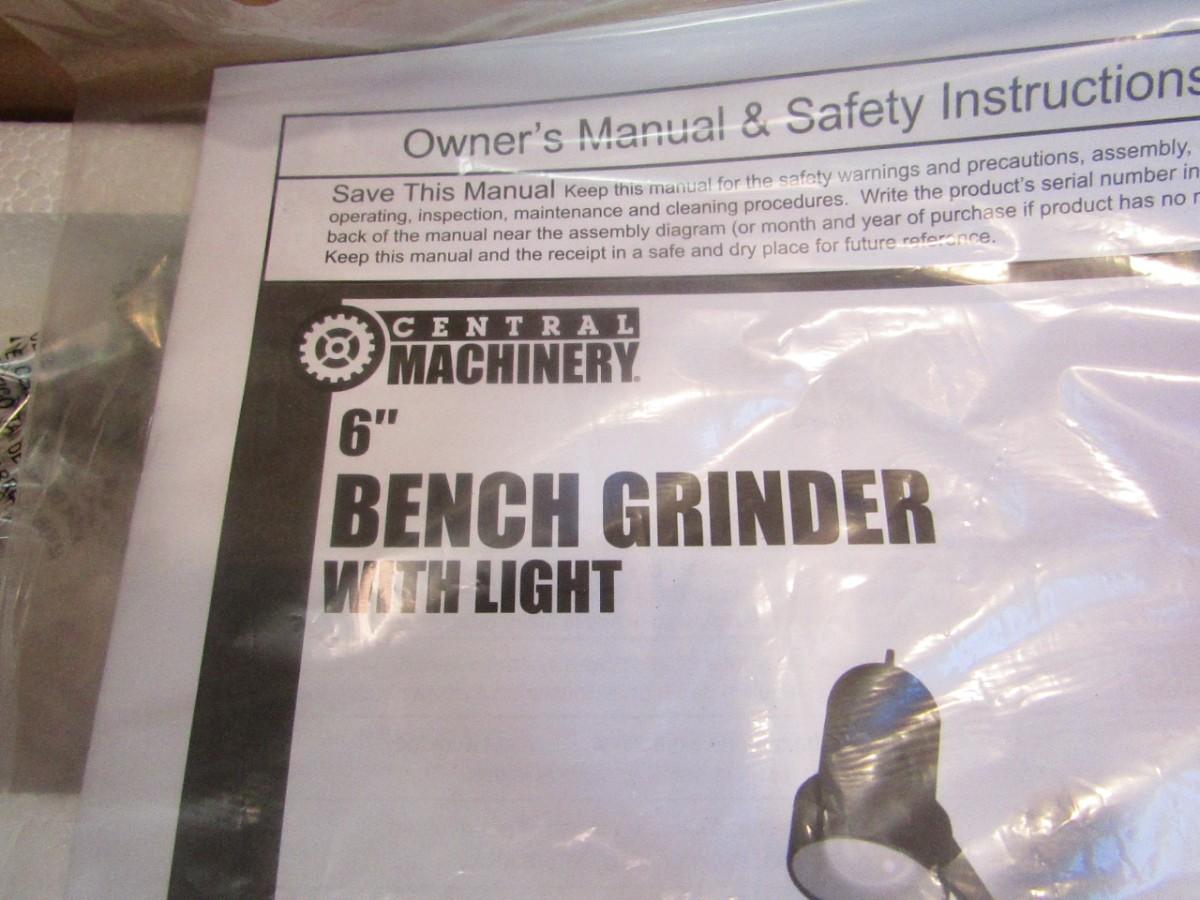 Owner's Manual & Safety Instructions
Save This Manual Keep this manual for the safety warnings and precautions, assembly,
operating, inspection, maintenance and cleaning procedures. Write the product's serial number in
back of the manual near the assembly diagram (or month and year of purchase if product has no
Keep this manual and the receipt in a safe and dry place for future reference.
CENTRAL
MACHINERY
6"
BENCH GRINDER
WITH LIGHT